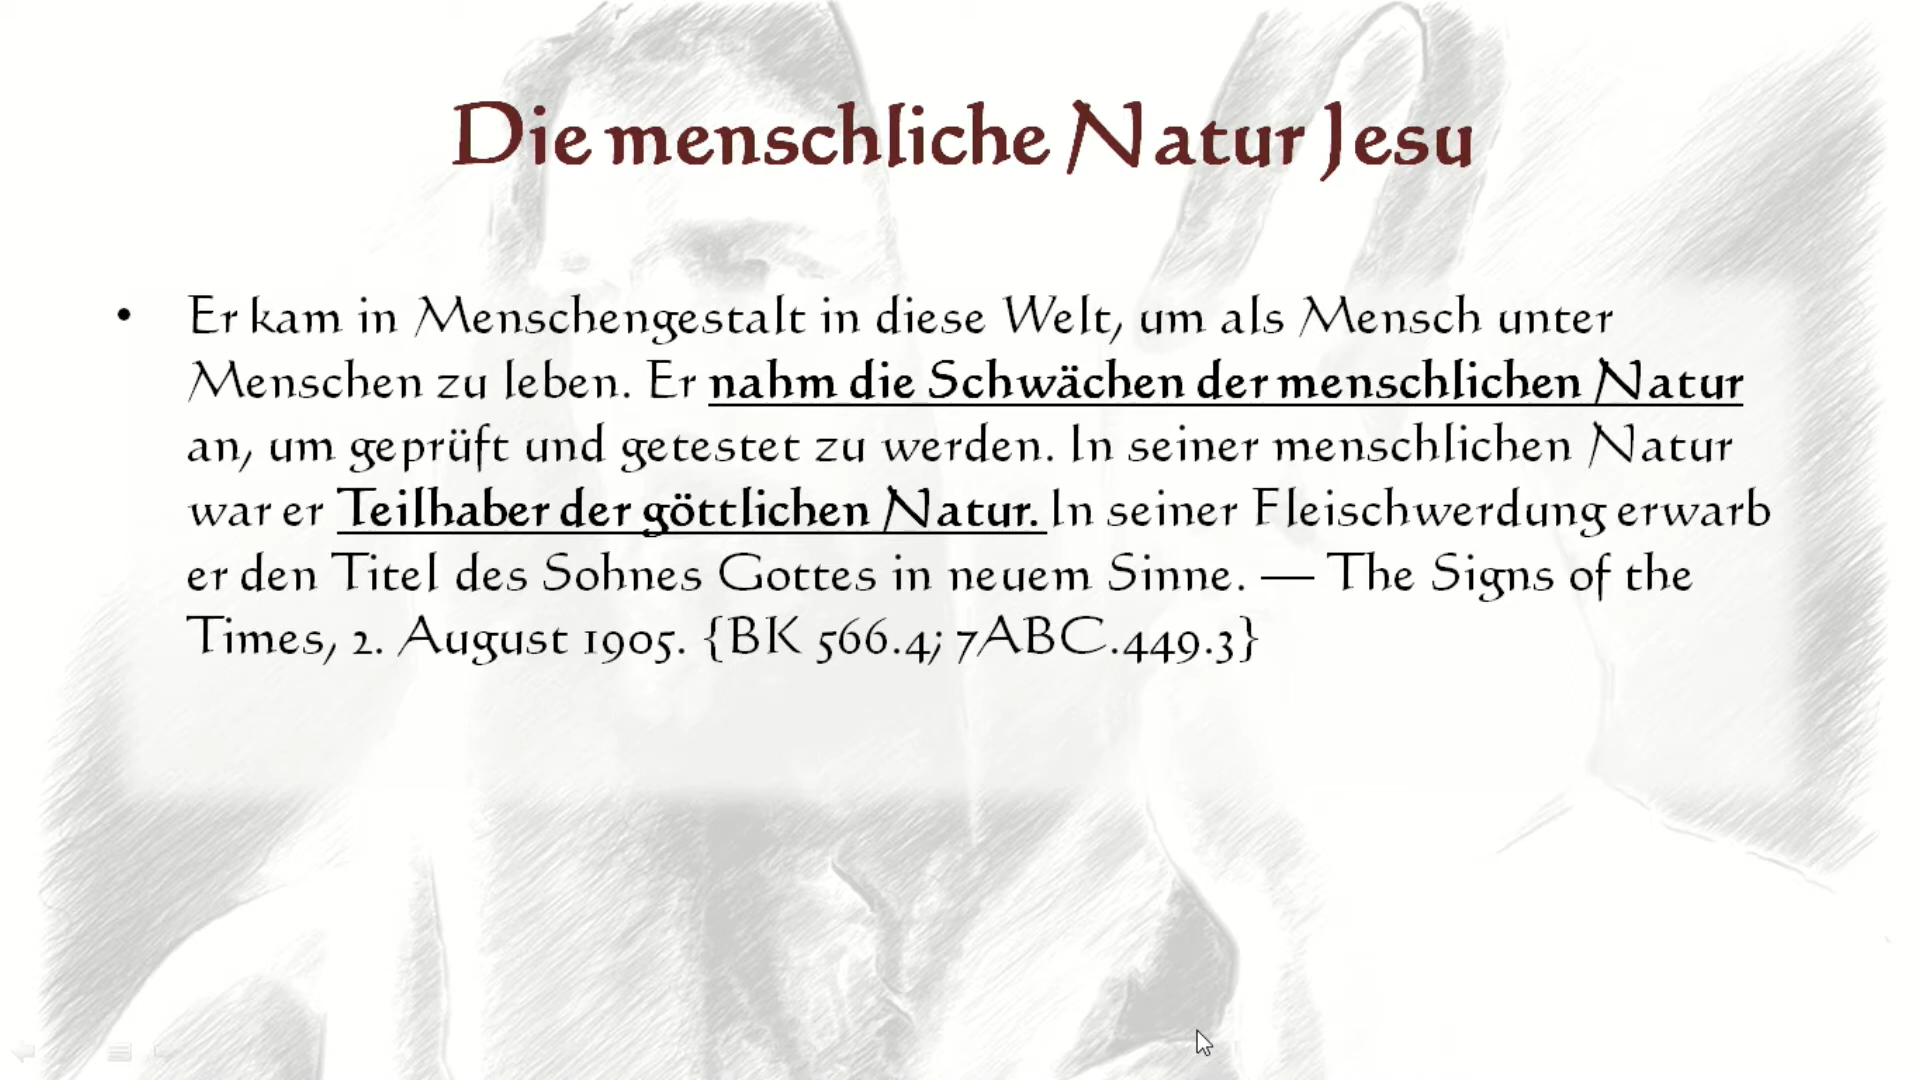 Die menschliche Natur Jesu
• Er kam in Menschengestalt in diese Welt, um als Mensch unter
Menschen zu leben. Er nahm die Schwächen der menschlichen Natur
an, um geprüft und getestet zu werden. In seiner menschlichen Natur
war er Teilhaber der göttlichen Natur. In seiner Fleischwerdung erwarb
er den Titel des Sohnes Gottes in neuem Sinne. — The Signs of the
Times, 2. August 1905. {BK 566.4; 7ABC.449.3}